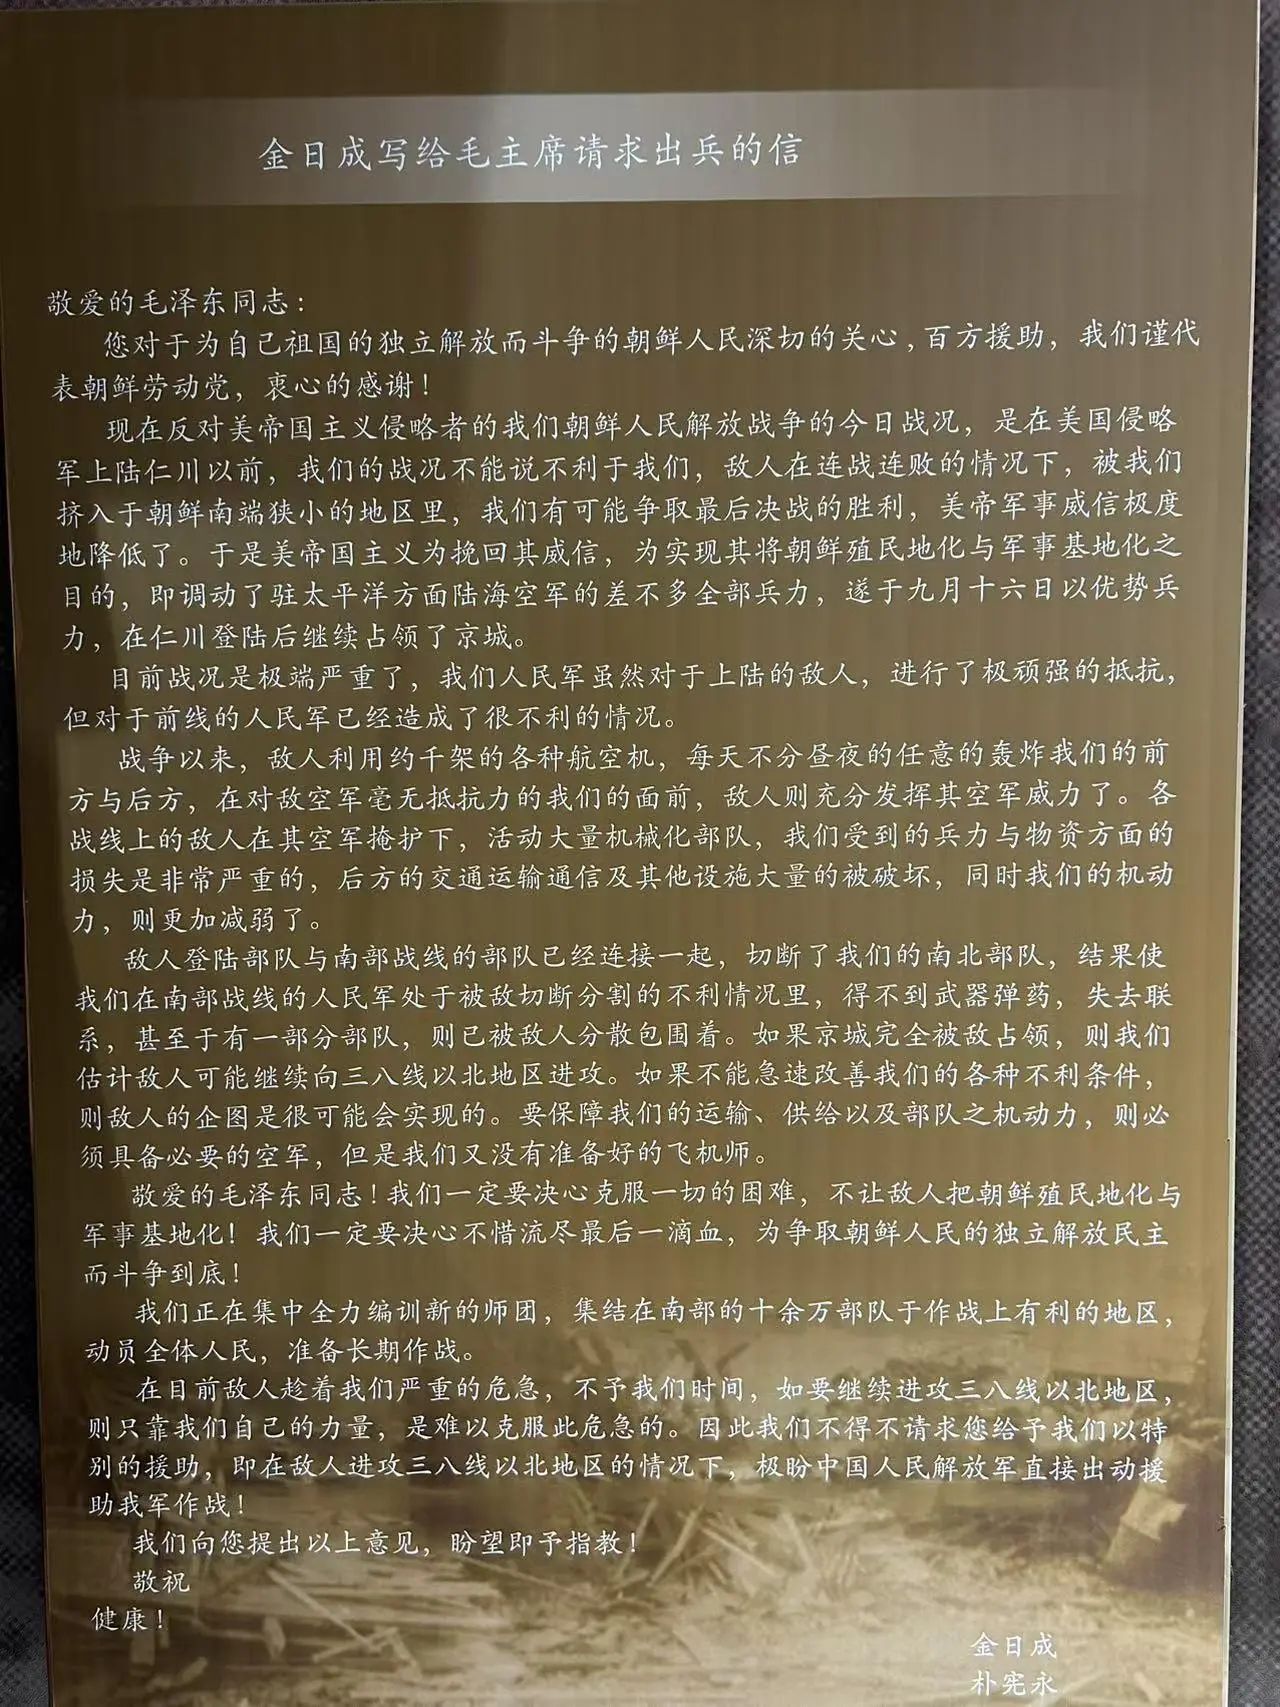 金日成写给毛主席请求出兵的信
敬爱的毛泽东同志：
您对于为自己祖国的独立解放而斗争的朝鲜人民深切的关心，百方援助，我们谨代
表朝鲜劳动党，衷心的感谢！
现在反对美帝国主义侵略者的我们朝鲜人民解放战争的今日战况，是在美国侵略
军上陆仁川以前，我们的战况不能说不利于我们，敌人在连战连败的情况下，被我们
挤入于朝鲜南端狭小的地区里，我们有可能争取最后决战的胜利，美帝军事威信极度
地降低了。于是美帝国主义为挽回其威信，为实现其将朝鲜殖民地化与军事基地化之
目的，即调动了驻太平洋方面陆海空军的差不多全部兵力，遂于九月十六日以优势兵
力，在仁川登陆后继续占领了京城。
目前战况是极端严重了，我们人民军虽然对于上陆的敌人，进行了极顽强的抵抗，
但对于前线的人民军已经造成了很不利的情况。
战争以来，敌人利用约千架的各种航空机，每天不分昼夜的任意的轰炸我们的前
方与后方，在对敌空军毫无抵抗力的我们的面前，敌人则充分发挥其空军威力了。各
战线上的敌人在其空军掩护下，活动大量机械化部队，我们受到的兵力与物资方面的
损失是非常严重的，后方的交通运输通信及其他设施大量的被破坏，同时我们的机动
力，则更加减弱了。
敌人登陆部队与南部战线的部队已经连接一起，切断了我们的南北部队，结果使
我们在南部战线的人民军处于被敌切断分割的不利情况里，得不到武器弹药，失去联
系，甚至于有一部分部队，则已被敌人分散包围着。如果京城完全被敌占领，则我们
估计敌人可能继续向三八线以北地区进攻。如果不能急速改善我们的各种不利条件，
则敌人的企图是很可能会实现的。要保障我们的运输、供给以及部队之机动力，则必
须具备必要的空军，但是我们又没有准备好的飞机师。
敬爱的毛泽东同志！我们一定要决心克服一切的困难，不让敌人把朝鲜殖民地化与
军事基地化！我们一定要决心不惜流尽最后一滴血，为争取朝鲜人民的独立解放民主
而斗争到底！
我们正在集中全力编训新的师团，集结在南部的十余万部队于作战上有利的地区，
动员全体人民，准备长期作战。
在目前敌人趁着我们严重的危急，不予我们时间，如要继续进攻三八线以北地区，
则只靠我们自己的力量，是难以克服此危急的。因此我们不得不请求您给予我们以特
别的援助，即在敌人进攻三八线以北地区的情况下，极盼中国人民解放军直接出动援
助我军作战！
我们向您提出以上意见，盼望即予指教！
敬祝
健康！
金日成
朴宪永